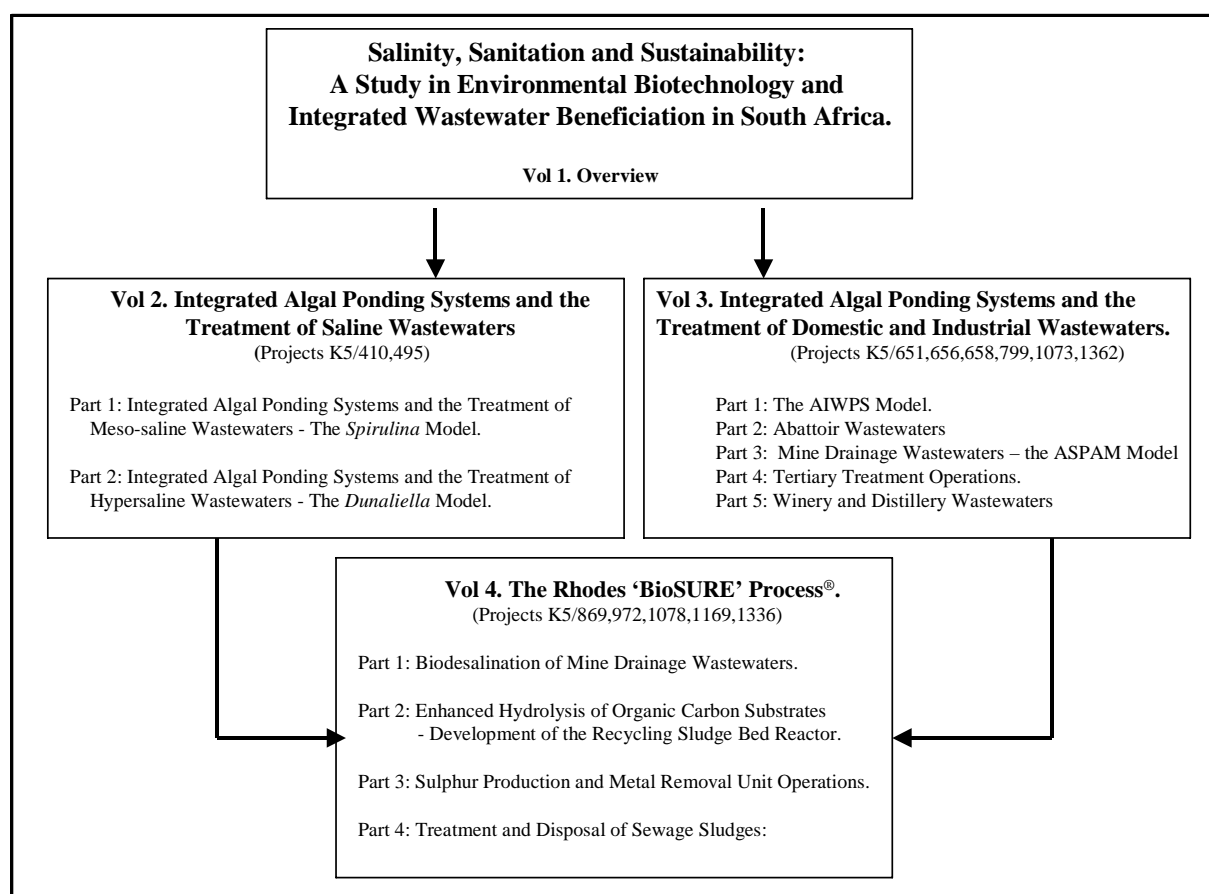 Salinity, Sanitation and Sustainability:
A Study in Environmental Biotechnology and
Integrated Wastewater Beneficiation in South Africa.
Vol 1. Overview
Vol 2. Integrated Algal Ponding Systems and the
Treatment of Saline Wastewaters
(Projects K5/410,495)
Part 1: Integrated Algal Ponding Systems and the Treatment of
Meso-saline Wastewaters - The Spirulina Model.
Part 2: Integrated Algal Ponding Systems and the Treatment of
Hypersaline Wastewaters - The Dunaliella Model.
Vol 3. Integrated Algal Ponding Systems and the
Treatment of Domestic and Industrial Wastewaters.
(Projects K5/651,656,658,799,1073,1362)
Part 1: The AIWPS Model.
Part 2: Abattoir Wastewaters
Part 3: Mine Drainage Wastewaters – the ASPAM Model
Part 4: Tertiary Treatment Operations.
Part 5: Winery and Distillery Wastewaters
Vol 4. The Rhodes ‘BioSURE’ Process®.
(Projects K5/869,972,1078,1169,1336)
Part 1: Biodesalination of Mine Drainage Wastewaters.
Part 2: Enhanced Hydrolysis of Organic Carbon Substrates
- Development of the Recycling Sludge Bed Reactor.
Part 3: Sulphur Production and Metal Removal Unit Operations.
Part 4: Treatment and Disposal of Sewage Sludges: